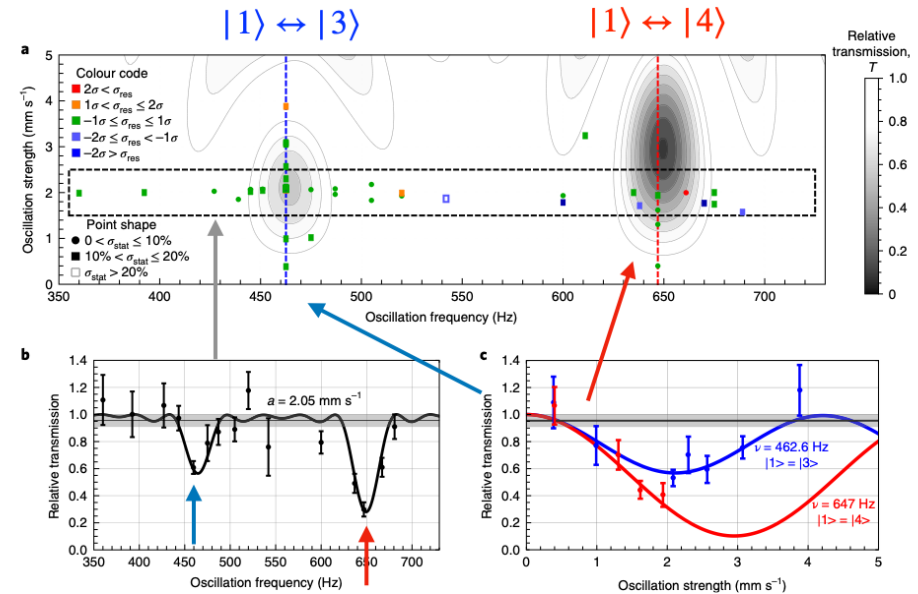 |1⟩ ↔ |3⟩
|1⟩ ↔ |4⟩
a
Relative
transmission,
T
Colour code
2σ < σres
1σ < σres ≤ 2σ
−1σ ≤ σres ≤ 1σ
−2σ ≤ σres < −1σ
−2σ > σres
Point shape
0 < σstat ≤ 10%
10% < σstat ≤ 20%
σstat > 20%
Oscillation strength (mm s⁻¹)
5
4
3
2
1
0
350
400
450
500
550
600
650
700
Oscillation frequency (Hz)
1.0
0.8
0.6
0.4
0.2
0
b
Relative transmission
1.4
1.2
1.0
0.8
0.6
0.4
0.2
0.0
a = 2.05 mm s⁻¹
350
400
450
500
550
600
650
700
Oscillation frequency (Hz)
c
Relative transmission
1.4
1.2
1.0
0.8
0.6
0.4
0.2
0.0
ν = 462.6 Hz
|1> = |3>
ν = 647 Hz
|1> = |4>
0
1
2
3
4
5
Oscillation strength (mm s⁻¹)